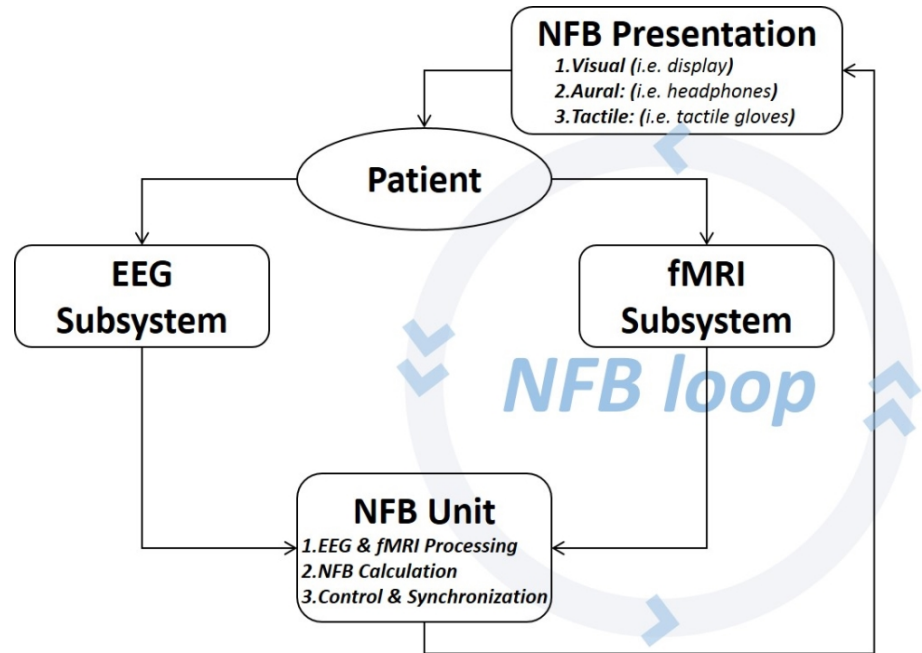 NFB Presentation
1.Visual (i.e. display)
2.Aural: (i.e. headphones)
3.Tactile: (i.e. tactile gloves)
Patient
EEG
Subsystem
fMRI
Subsystem
NFB loop
NFB Unit
1.EEG & fMRI Processing
2.NFB Calculation
3.Control & Synchronization